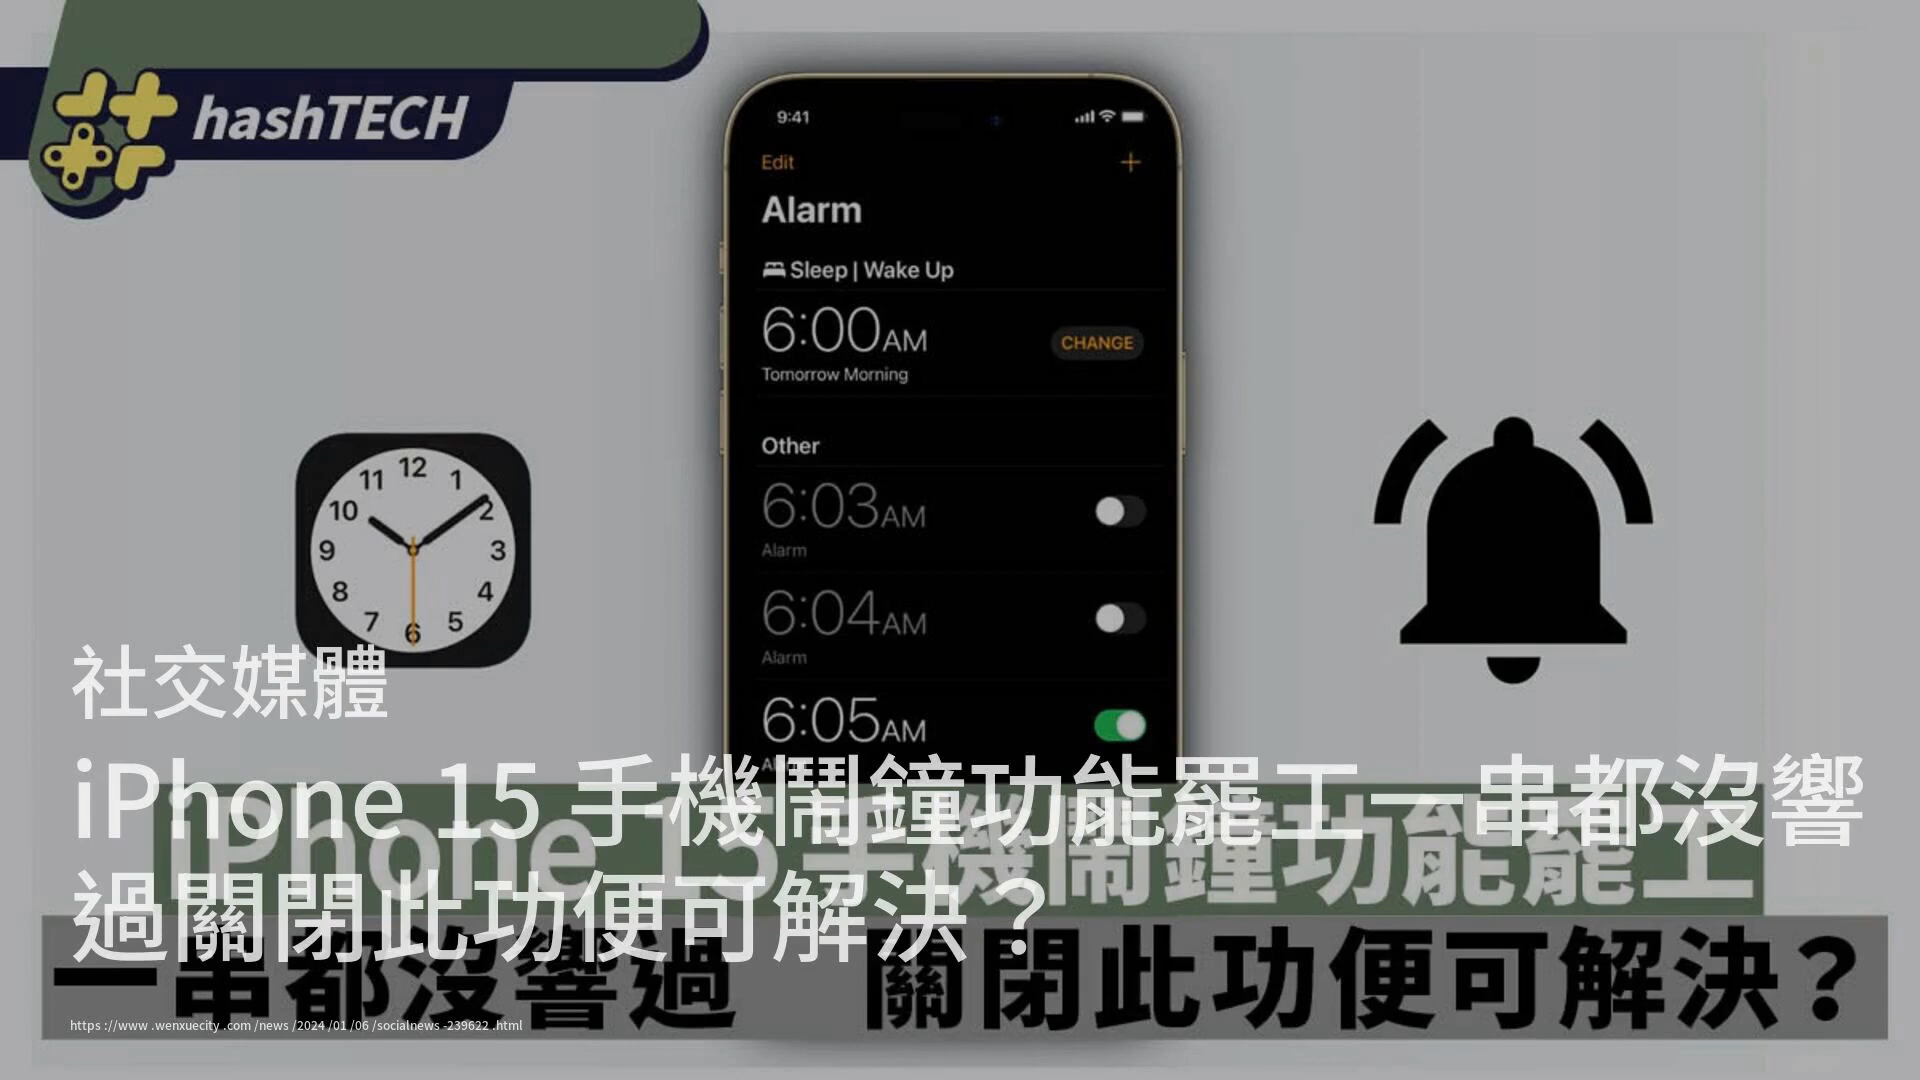 hashTECH
9:41
Edit
Alarm
Sleep | Wake Up
6:00AM
CHANGE
Tomorrow Morning
Other
6:03AM
Alarm
6:04AM
Alarm
6:05AM
12
11
1
10
2
9
3
8
4
7
5
6
社交媒體
iPhone 15 手機鬧鐘功能罷工一串都沒響
過關閉此功便可解決？
iPhone 15手機鬧鐘功能罷工
一串都沒響過 關閉此功便可解決？
https://www.wenxuecity.com/news/2024/01/06/socialnews-239622.html